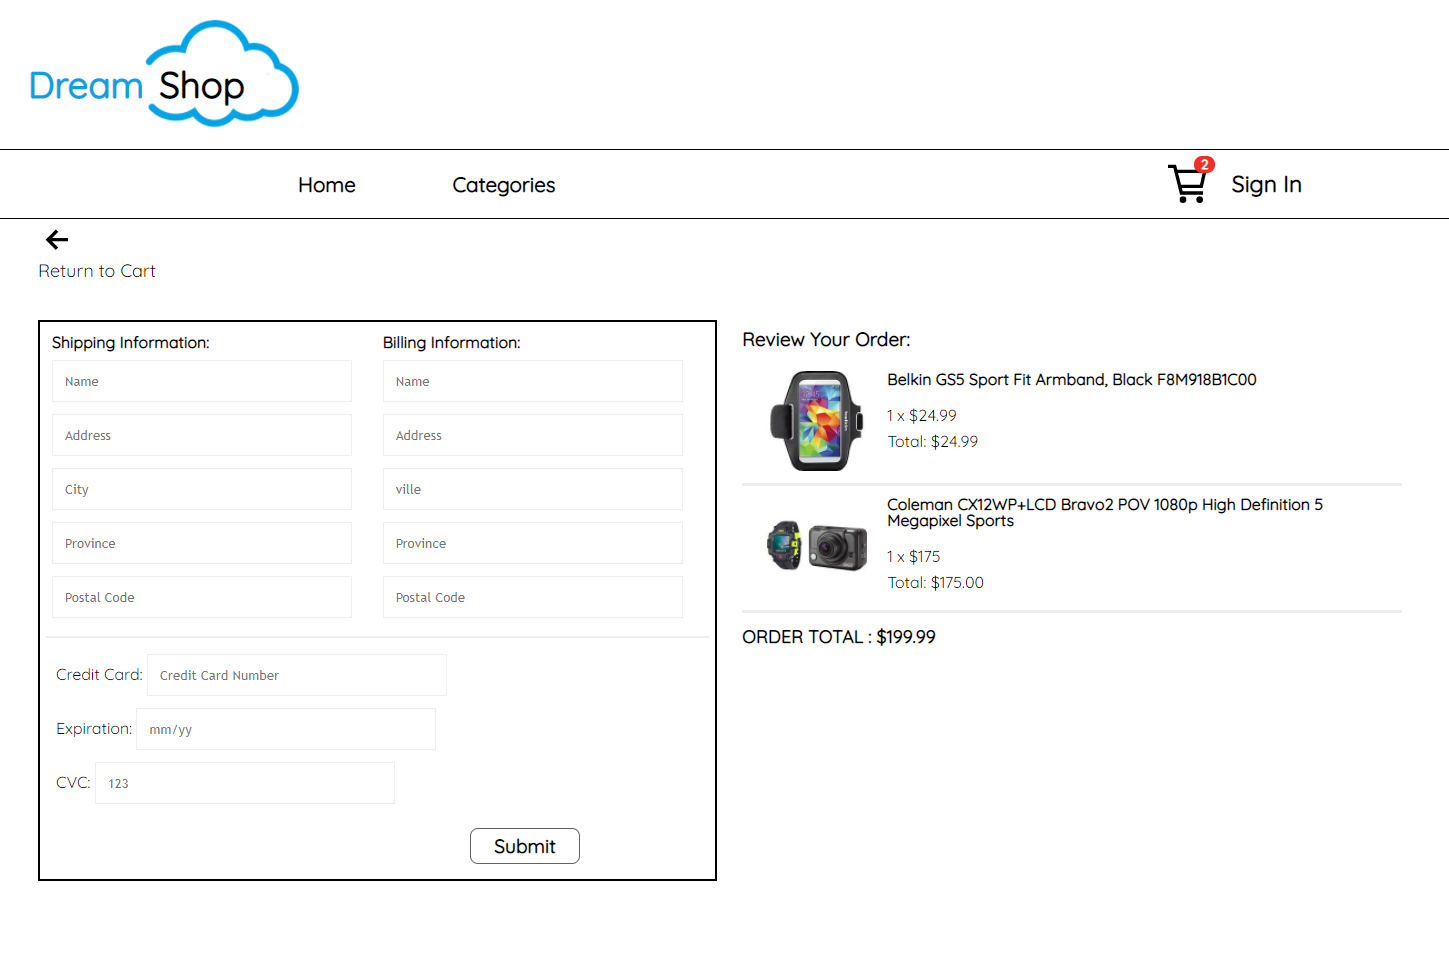 Dream Shop
Home
Categories
2
Sign In
Return to Cart
Shipping Information:
Name
Address
City
Province
Postal Code
Billing Information:
Name
Address
ville
Province
Postal Code
Credit Card:
Credit Card Number
Expiration:
mm/yy
CVC:
123
Submit
Review Your Order:
Belkin GS5 Sport Fit Armband, Black F8M918B1C00
1 x $24.99
Total: $24.99
Coleman CX12WP+LCD Bravo2 POV 1080p High Definition 5
Megapixel Sports
1 x $175
Total: $175.00
ORDER TOTAL : $199.99